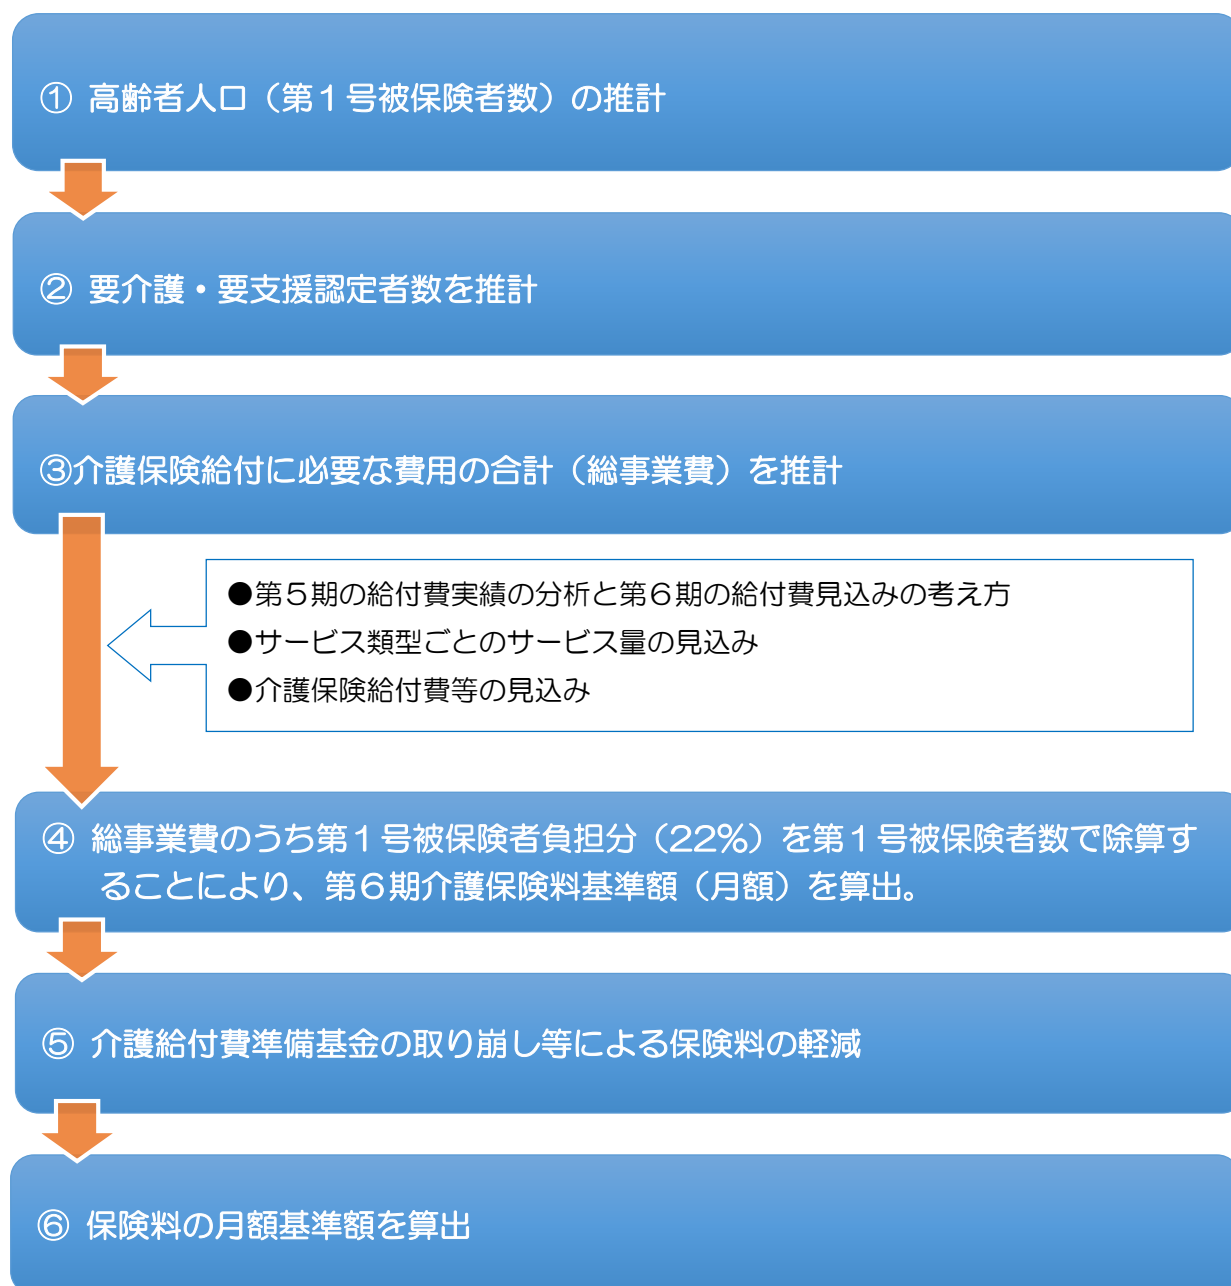 ① 高齢者人口（第１号被保険者数）の推計
② 要介護・要支援認定者数を推計
③介護保険給付に必要な費用の合計（総事業費）を推計
●第５期の給付費実績の分析と第６期の給付費見込みの考え方
●サービス類型ごとのサービス量の見込み
●介護保険給付費等の見込み
④ 総事業費のうち第１号被保険者負担分（22％）を第１号被保険者数で除算す
ることにより、第６期介護保険料基準額（月額）を算出。
⑤ 介護給付費準備基金の取り崩し等による保険料の軽減
⑥ 保険料の月額基準額を算出